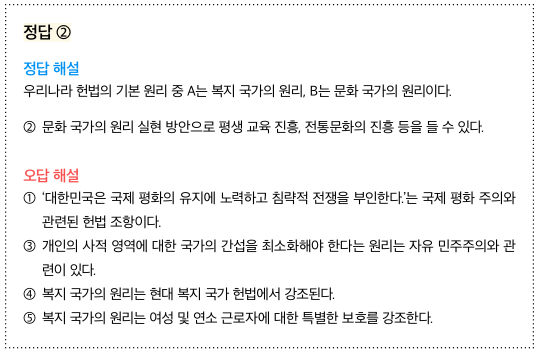 정답 ②
정답 해설
우리나라 헌법의 기본 원리 중 A는 복지 국가의 원리, B는 문화 국가의 원리이다.
② 문화 국가의 원리 실현 방안으로 평생 교육 진흥, 전통문화의 진흥 등을 들 수 있다.
오답 해설
① ‘대한민국은 국제 평화의 유지에 노력하고 침략적 전쟁을 부인한다.’는 국제 평화 주의와
관련된 헌법 조항이다.
③ 개인의 사적 영역에 대한 국가의 간섭을 최소화해야 한다는 원리는 자유 민주주의와 관
련이 있다.
④ 복지 국가의 원리는 현대 복지 국가 헌법에서 강조된다.
⑤ 복지 국가의 원리는 여성 및 연소 근로자에 대한 특별한 보호를 강조한다.